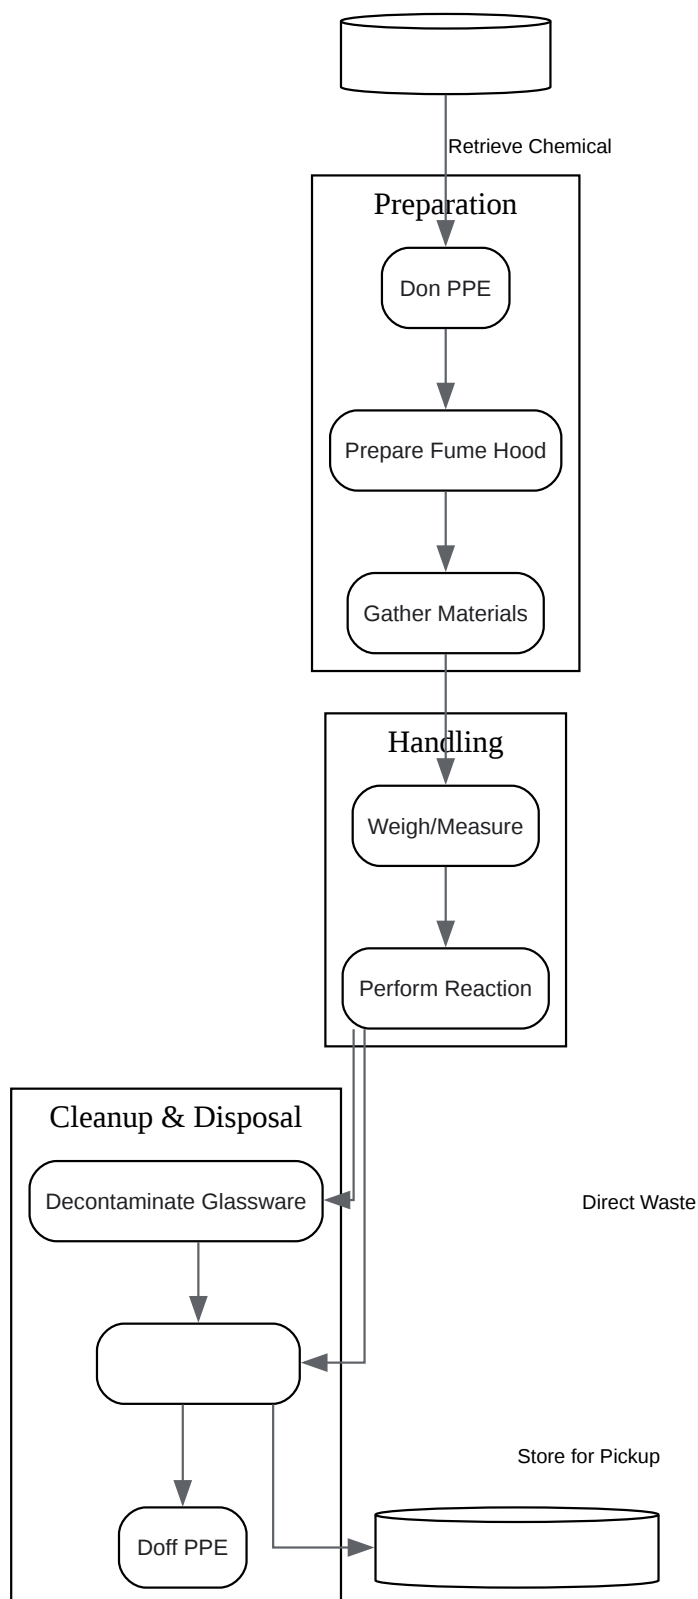 Retrieve Chemical
Preparation
Don PPE
Prepare Fume Hood
Gather Materials
Handling
Weigh/Measure
Perform Reaction
Cleanup & Disposal
Decontaminate Glassware
Direct Waste
Store for Pickup
Doff PPE